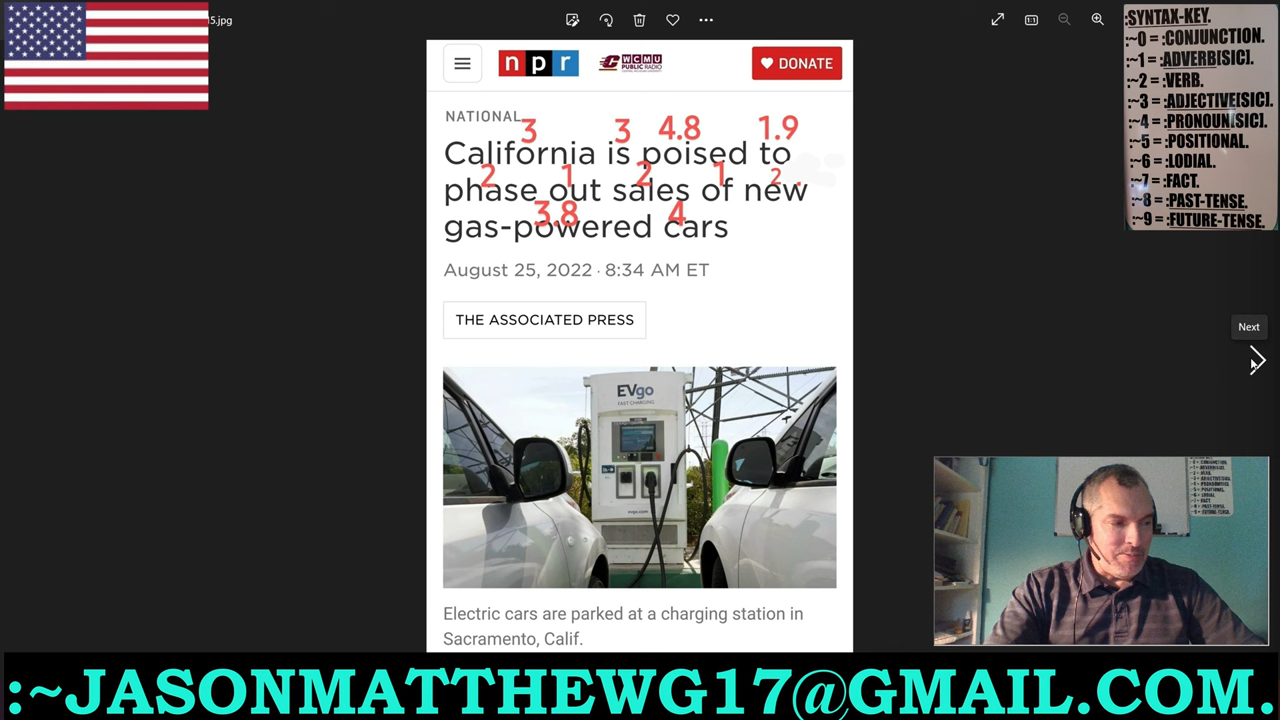 5.jpg
npr
WCMU
PUBLIC RADIO
DONATE
NATIONAL
3 3 4.8 1.9
California is poised to
2 1 2 1 2
phase out sales of new
3.8 4
gas-powered cars
August 25, 2022 · 8:34 AM ET
THE ASSOCIATED PRESS
EVgo
FAST CHARGING
Electric cars are parked at a charging station in
Sacramento, Calif.
:SYNTAX-KEY.
:~0 = :CONJUNCTION.
:~1 = :ADVERB[SIC].
:~2 = :VERB.
:~3 = :ADJECTIVE[SIC].
:~4 = :PRONOUN[SIC].
:~5 = :POSITIONAL.
:~6 = :LODIAL.
:~7 = :FACT.
:~8 = :PAST-TENSE.
:~9 = :FUTURE-TENSE.
Next
:~JASONMATTHEWG17@GMAIL.COM.